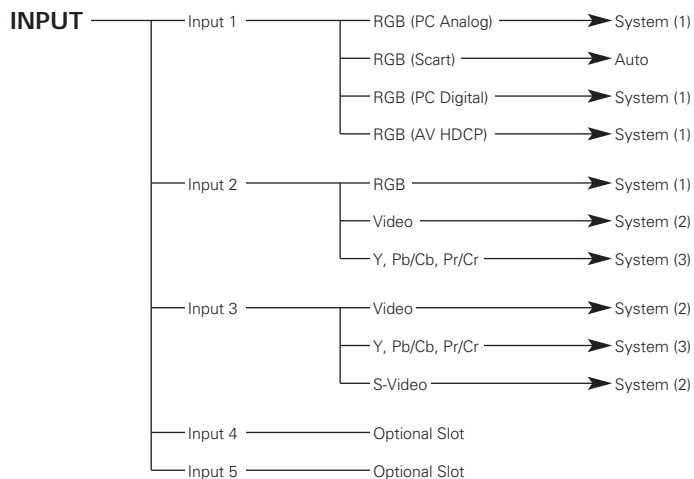 INPUT Input 1 RGB (PC Analog) System (1)
RGB (Scart) Auto
RGB (PC Digital) System (1)
RGB (AV HDCP) System (1)
Input 2 RGB System (1)
Video System (2)
Y, Pb/Cb, Pr/Cr System (3)
Input 3 Video System (2)
Y, Pb/Cb, Pr/Cr System (3)
S-Video System (2)
Input 4 Optional Slot
Input 5 Optional Slot